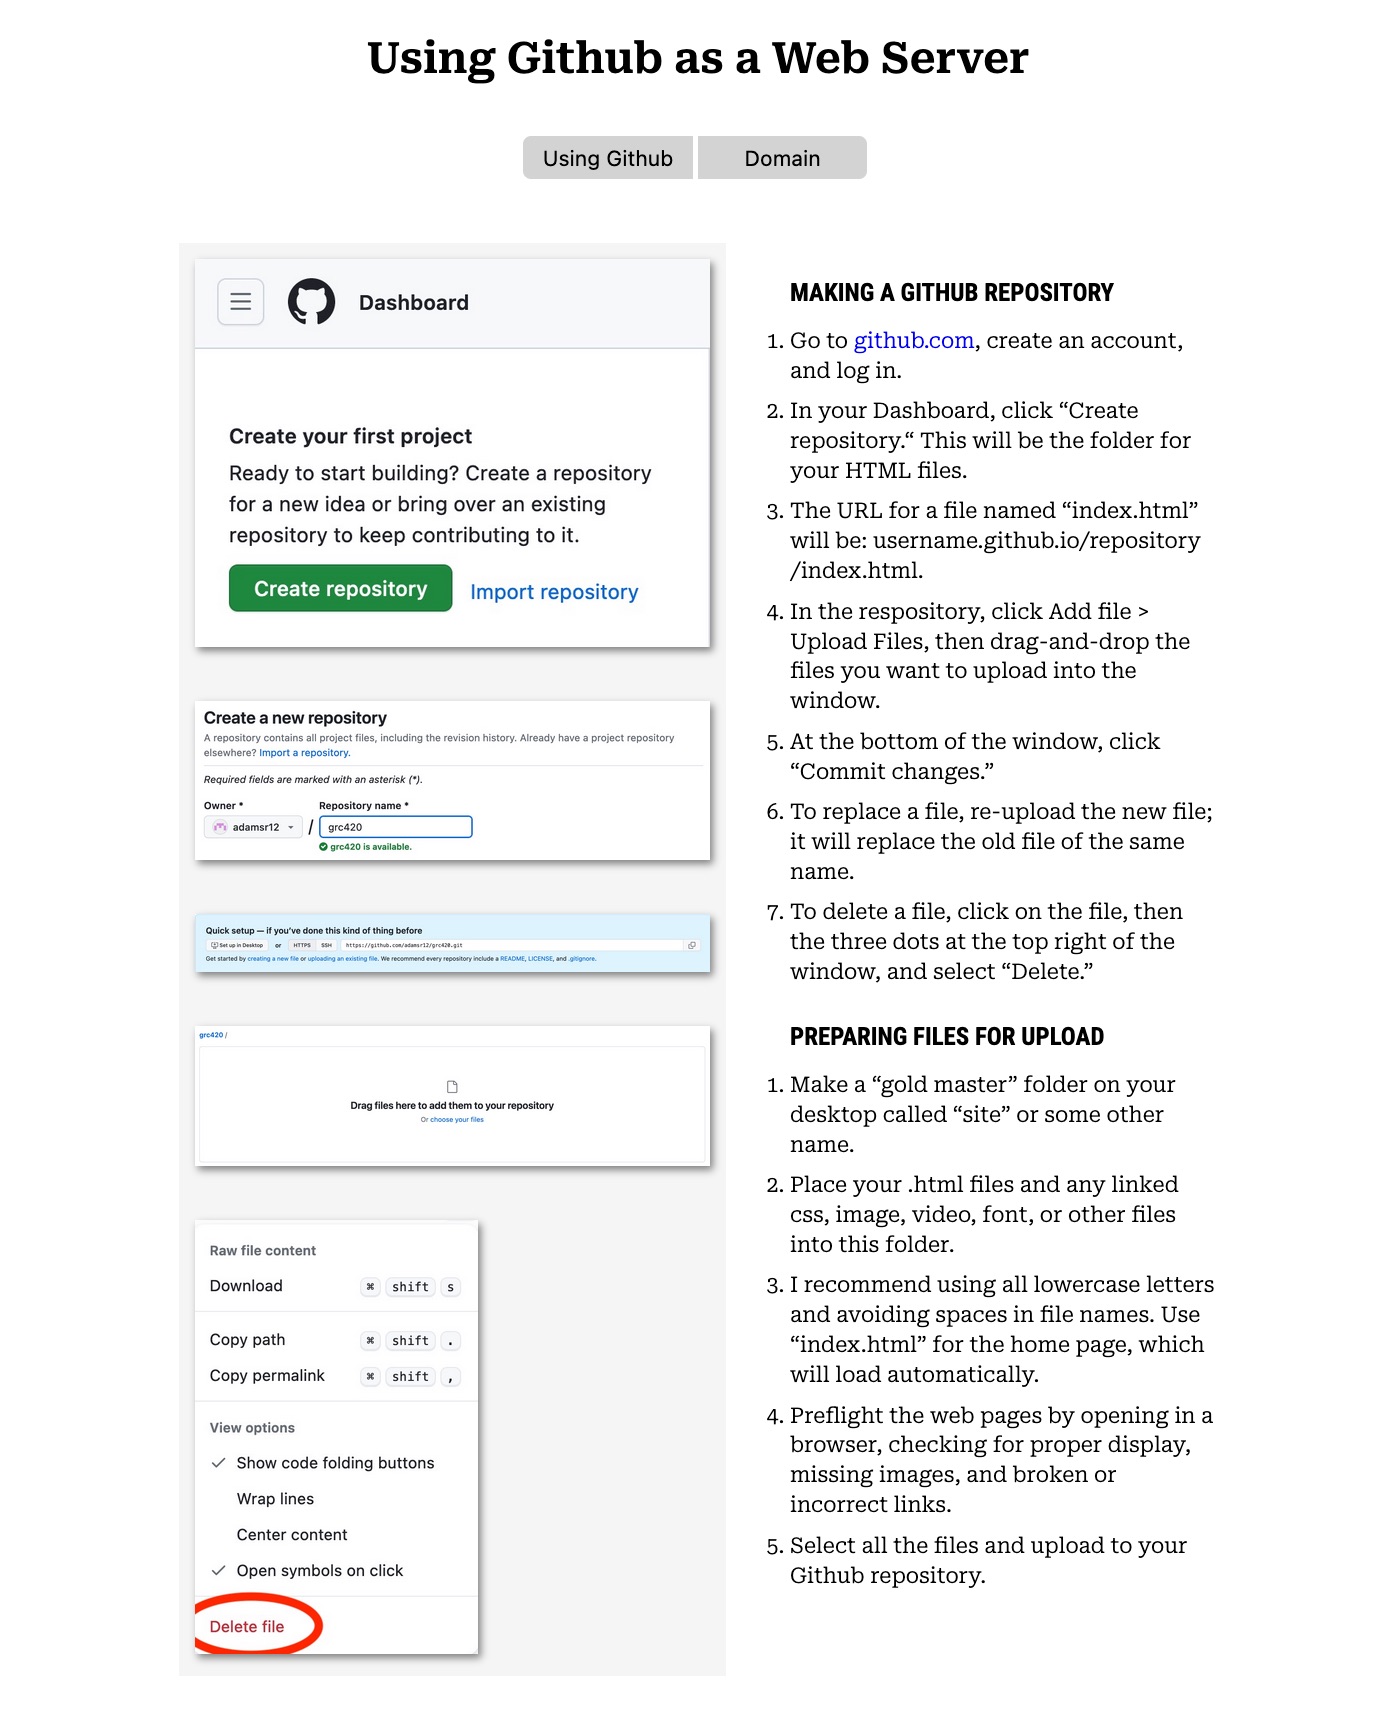 Using Github as a Web Server
Using Github
Domain
Dashboard
Create your first project
Ready to start building? Create a repository
for a new idea or bring over an existing
repository to keep contributing to it.
Create repository
Import repository
Create a new repository
A repository contains all project files, including the revision history. Already have a project repository
elsewhere? Import a repository.
Required fields are marked with an asterisk (*).
Owner *
Repository name *
adamsr12
/
grc420
grc420 is available.
Quick setup — if you've done this kind of thing before
Set up in Desktop or HTTPS SSH https://github.com/adamsr12/grc420.git
Get started by creating a new file or uploading an existing file. We recommend every repository include a README, LICENSE, and .gitignore.
grc420 /
Drag files here to add them to your repository
Or choose your files
Raw file content
Download ⌘ shift s
Copy path ⌘ shift .
Copy permalink ⌘ shift ,
View options
Show code folding buttons
Wrap lines
Center content
Open symbols on click
Delete file
MAKING A GITHUB REPOSITORY
1. Go to github.com, create an account,
and log in.
2. In your Dashboard, click “Create
repository.“ This will be the folder for
your HTML files.
3. The URL for a file named “index.html”
will be: username.github.io/repository
/index.html.
4. In the respository, click Add file >
Upload Files, then drag-and-drop the
files you want to upload into the
window.
5. At the bottom of the window, click
“Commit changes.”
6. To replace a file, re-upload the new file;
it will replace the old file of the same
name.
7. To delete a file, click on the file, then
the three dots at the top right of the
window, and select “Delete.”
PREPARING FILES FOR UPLOAD
1. Make a “gold master” folder on your
desktop called “site” or some other
name.
2. Place your .html files and any linked
css, image, video, font, or other files
into this folder.
3. I recommend using all lowercase letters
and avoiding spaces in file names. Use
“index.html” for the home page, which
will load automatically.
4. Preflight the web pages by opening in a
browser, checking for proper display,
missing images, and broken or
incorrect links.
5. Select all the files and upload to your
Github repository.